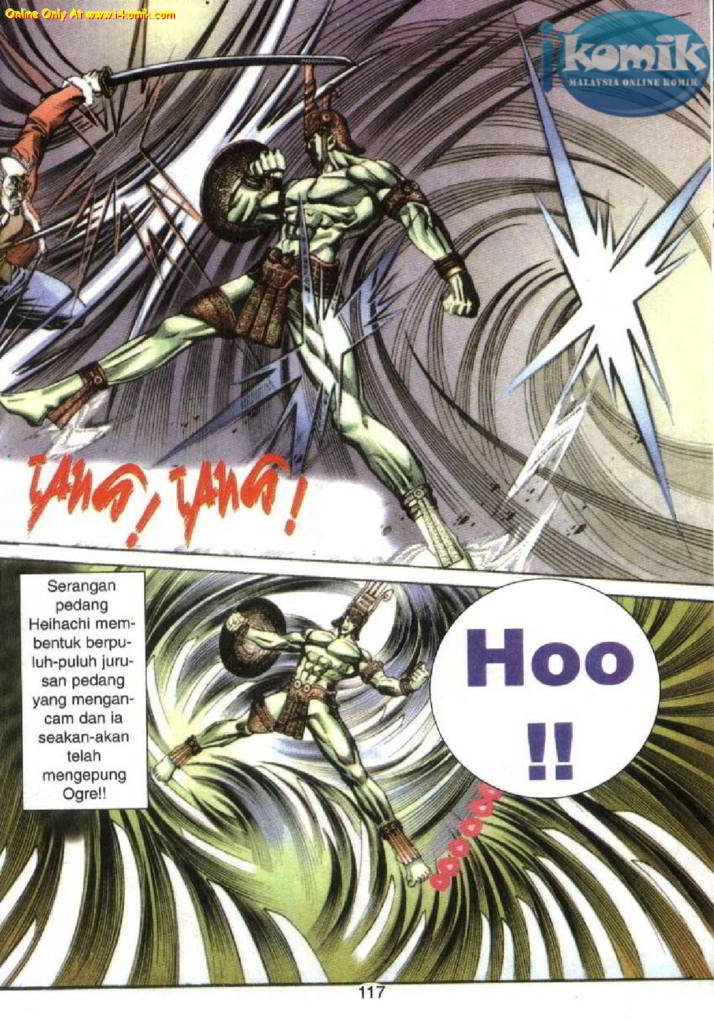 Online Only At www.i-komik.com
ikomik
MALAYSIA ONLINE KOMIK
TANG! TANG!
Serangan
pedang
Heihachi mem-
bentuk berpu-
luh-puluh juru-
san pedang
yang mengan-
cam dan ia
seakan-akan
telah
mengepung
Ogre!!
Hoo
!!
117